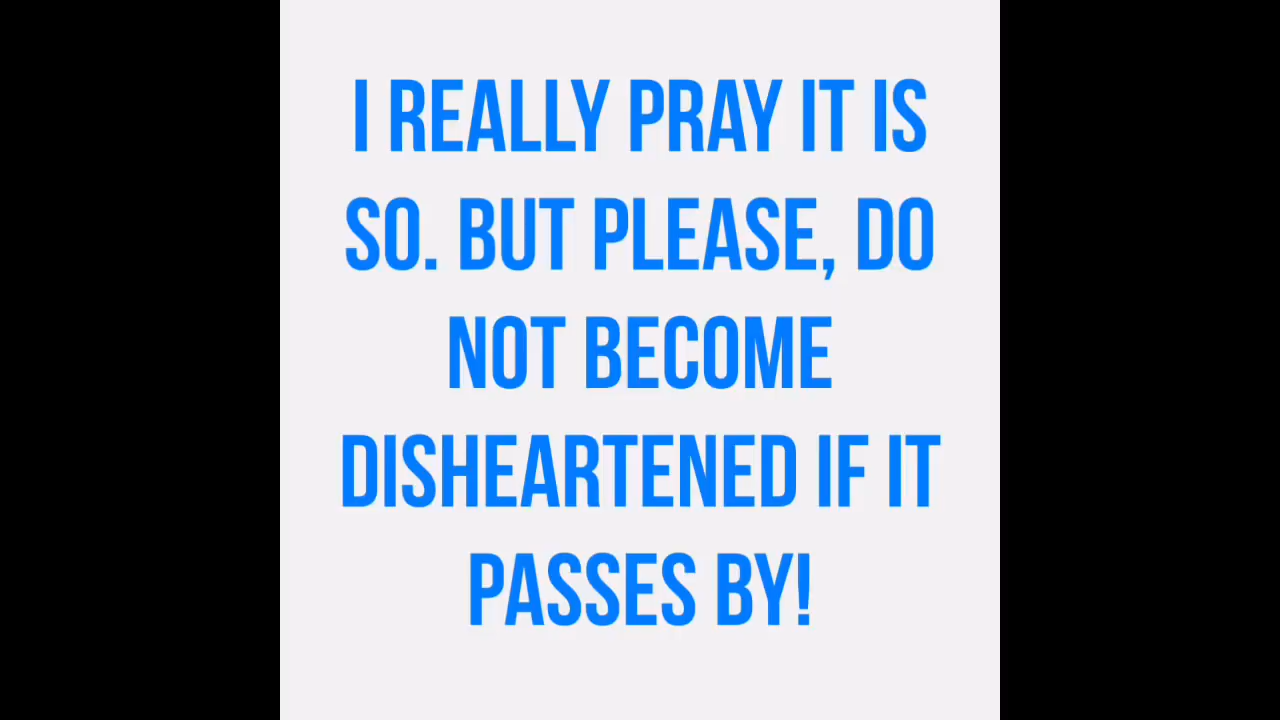 I REALLY PRAY IT IS
SO. BUT PLEASE, DO
NOT BECOME
DISHEARTENED IF IT
PASSES BY!